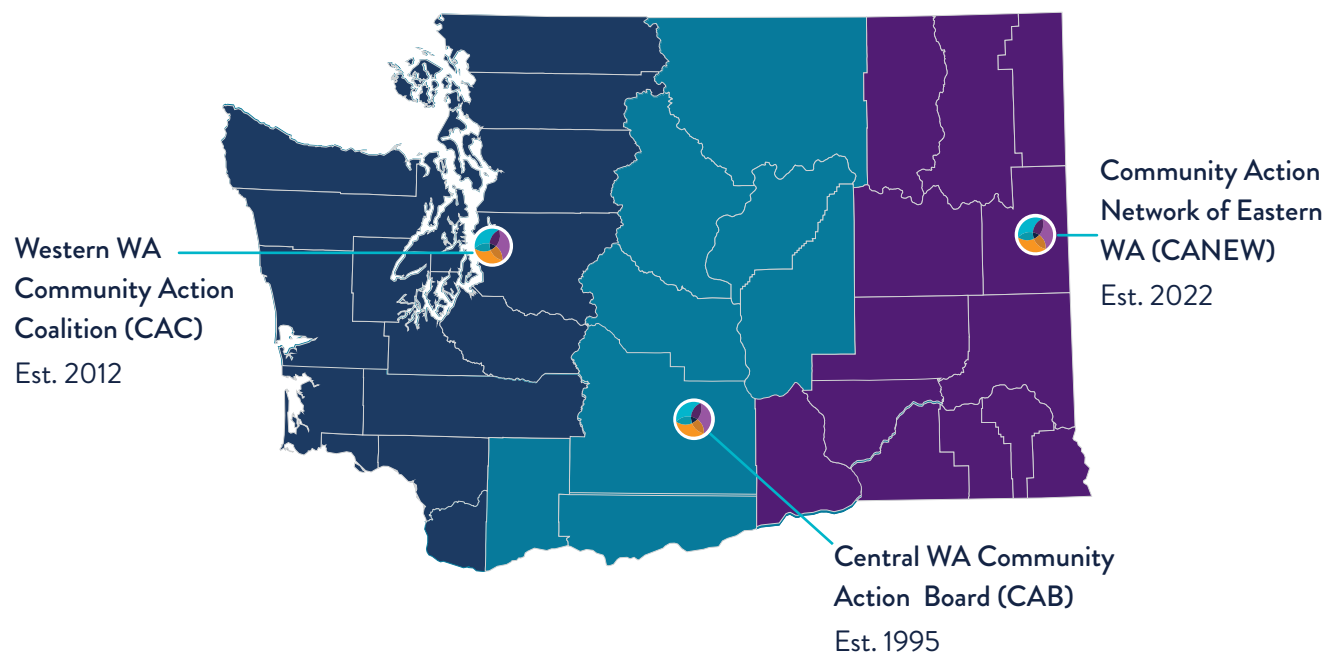 Western WA
Community Action
Coalition (CAC)
Est. 2012
Community Action
Network of Eastern
WA (CANEW)
Est. 2022
Central WA Community
Action Board (CAB)
Est. 1995